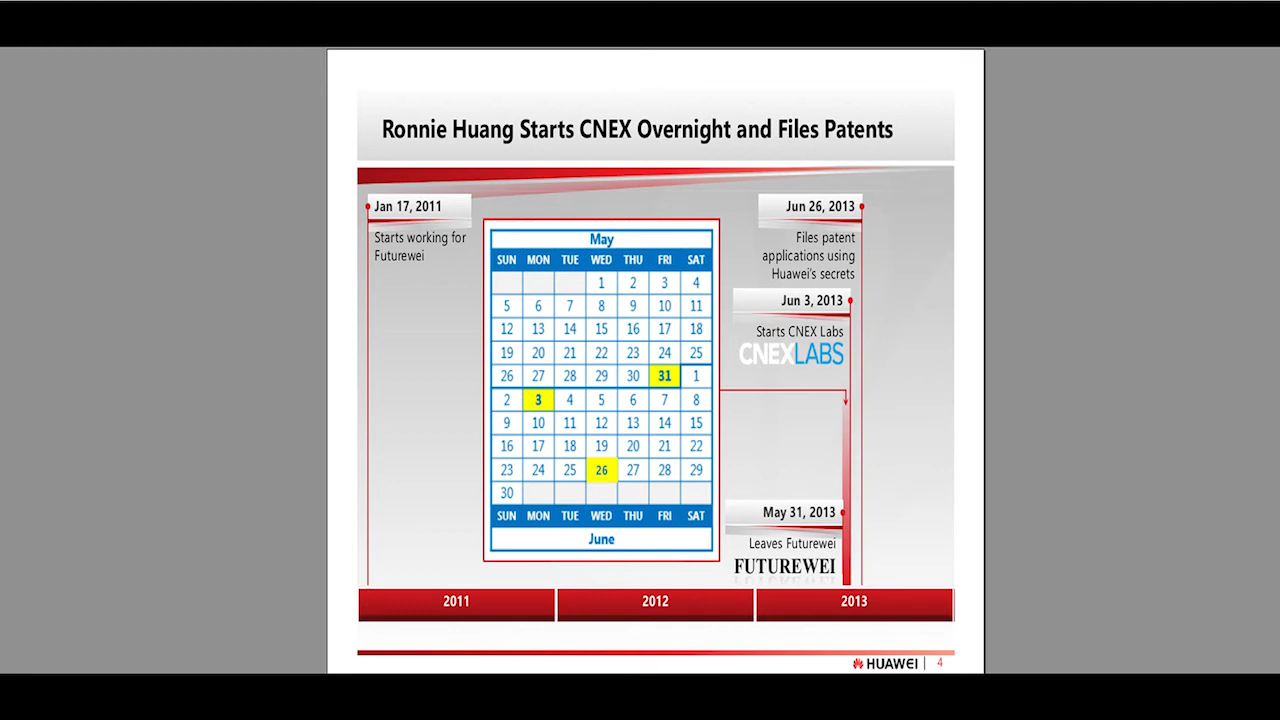 Ronnie Huang Starts CNEX Overnight and Files Patents
Jan 17, 2011
Starts working for
Futurewei
May
SUN MON TUE WED THU FRI SAT
1 2 3 4
5 6 7 8 9 10 11
12 13 14 15 16 17 18
19 20 21 22 23 24 25
26 27 28 29 30 31 1
2 3 4 5 6 7 8
9 10 11 12 13 14 15
16 17 18 19 20 21 22
23 24 25 26 27 28 29
30
SUN MON TUE WED THU FRI SAT
June
Jun 26, 2013
Files patent
applications using
Huawei's secrets
Jun 3, 2013
Starts CNEX Labs
CNEXLABS
May 31, 2013
Leaves Futurewei
FUTUREWEI
2011 2012 2013
HUAWEI | 4